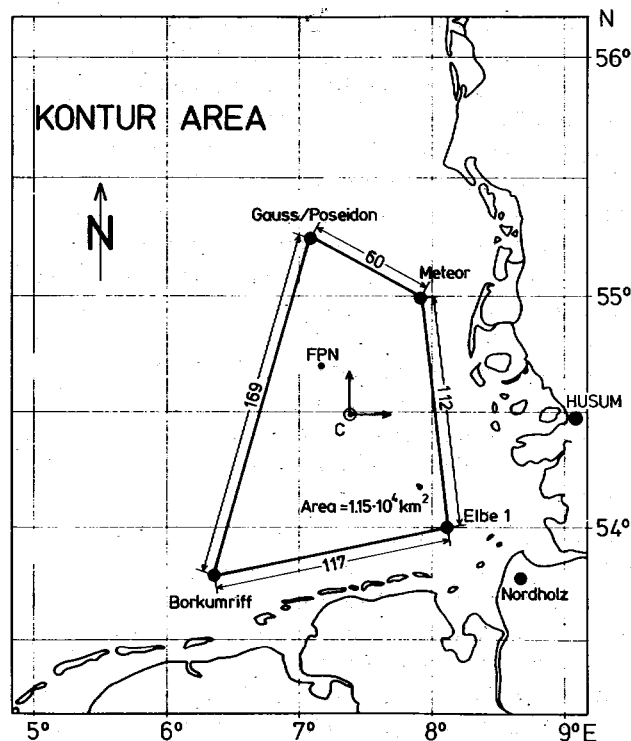 N
56°
KONTUR AREA
N
Gauss/Poseidon
60
Meteor
55°
FPN
169
112
HUSUM
C
Area = 1.15·10⁴ km²
Elbe 1
54°
117
Borkumriff
Nordholz
5°
6°
7°
8°
9°E